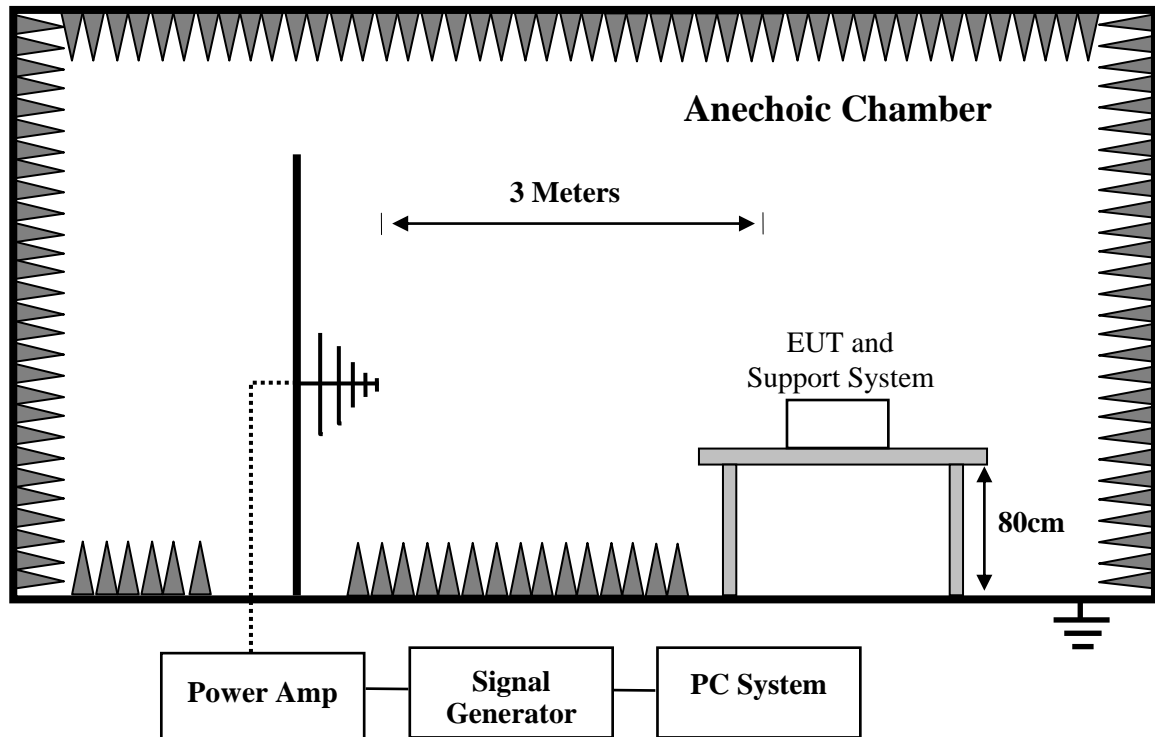 Anechoic Chamber
3 Meters
EUT and
Support System
80cm
Power Amp
Signal
Generator
PC System